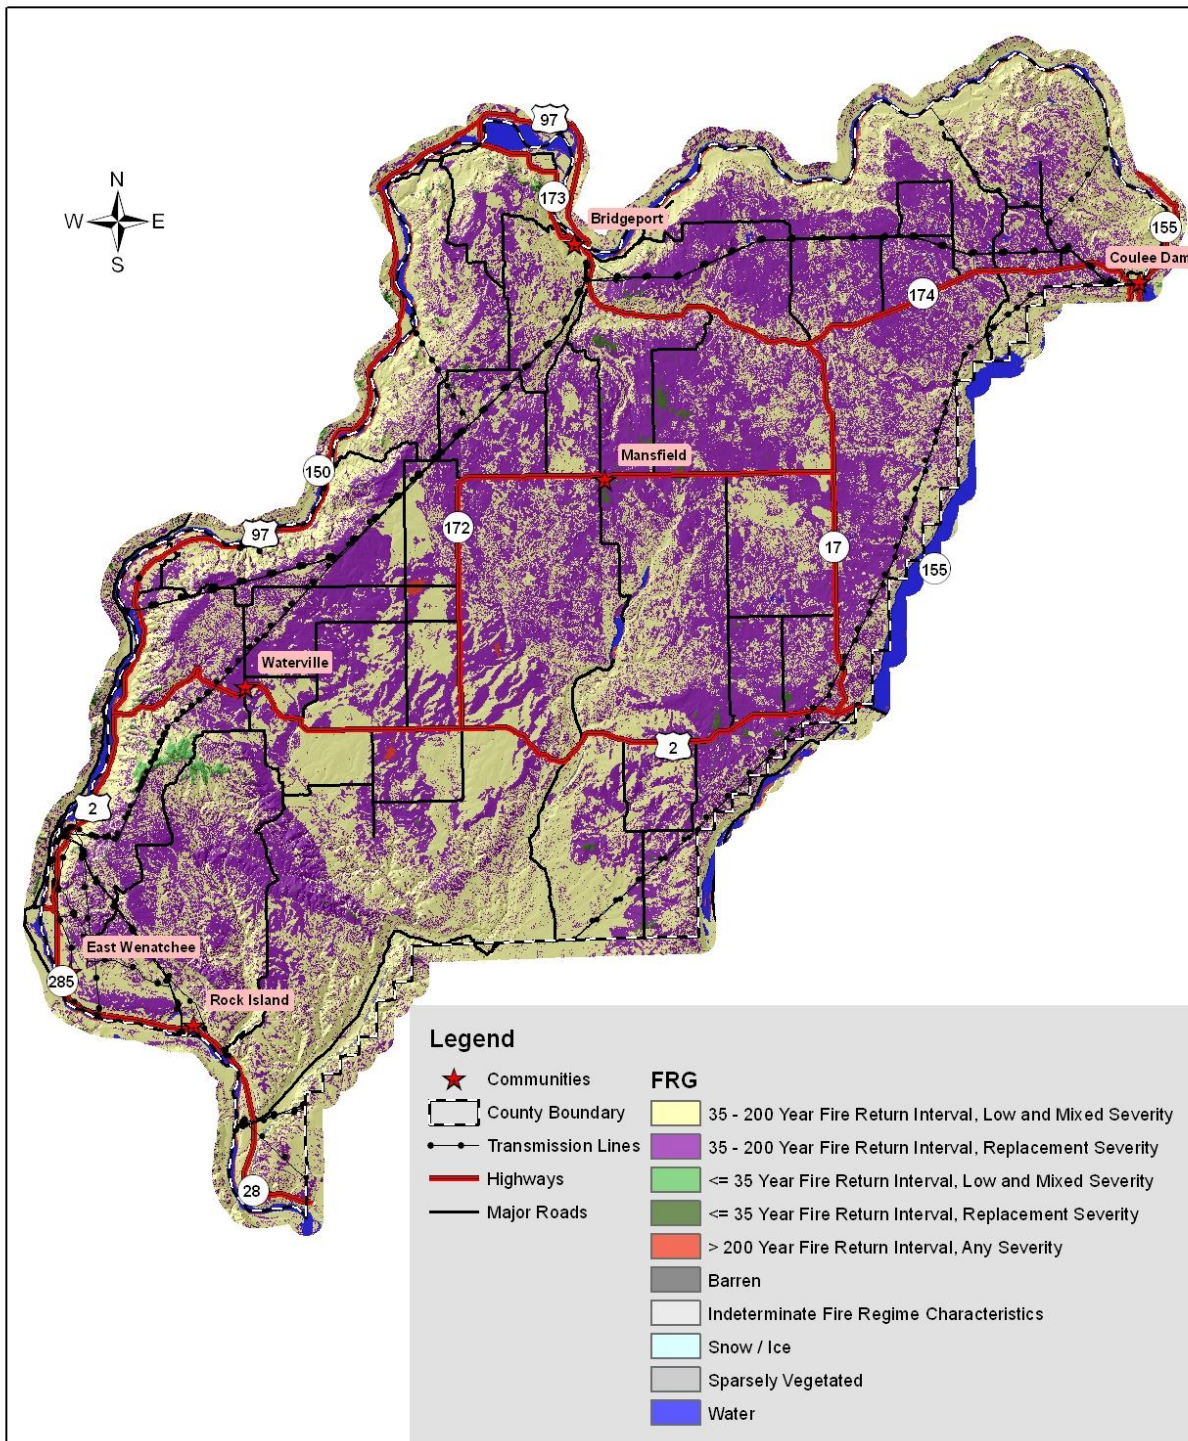 97
N
W
E
S
173
Bridgeport
155
Coulee Dam
174
Mansfield
150
172
97
17
155
Waterville
2
2
East Wenatchee
285
Rock Island
28
Legend
Communities
County Boundary
Transmission Lines
Highways
Major Roads
FRG
35 - 200 Year Fire Return Interval, Low and Mixed Severity
35 - 200 Year Fire Return Interval, Replacement Severity
<= 35 Year Fire Return Interval, Low and Mixed Severity
<= 35 Year Fire Return Interval, Replacement Severity
> 200 Year Fire Return Interval, Any Severity
Barren
Indeterminate Fire Regime Characteristics
Snow / Ice
Sparsely Vegetated
Water